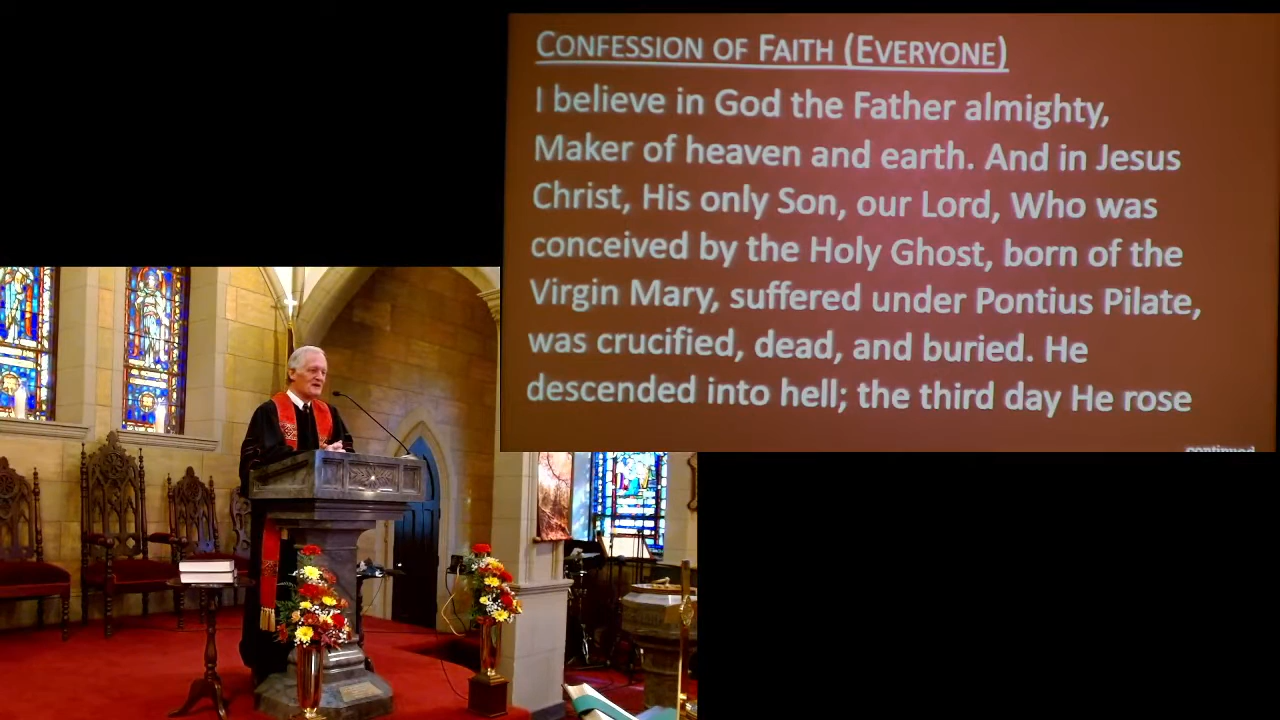 CONFESSION OF FAITH (EVERYONE)
I believe in God the Father almighty,
Maker of heaven and earth. And in Jesus
Christ, His only Son, our Lord, Who was
conceived by the Holy Ghost, born of the
Virgin Mary, suffered under Pontius Pilate,
was crucified, dead, and buried. He
descended into hell; the third day He rose
continued